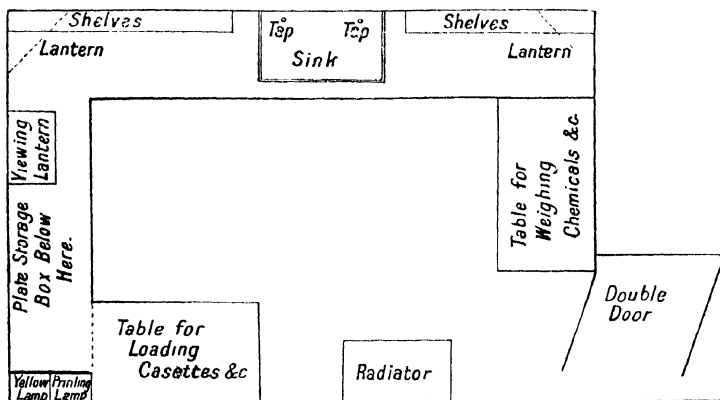 Shelves
Tap
Tap
Shelves
Sink
Lantern
Lantern
Viewing
Lantern
Table for
Weighing
Chemicals &c.
Plate Storage
Box Below
Here.
Double
Door
Table for
Loading
Casettes &c
Radiator
Yellow
Lamp
Printing
Lamp